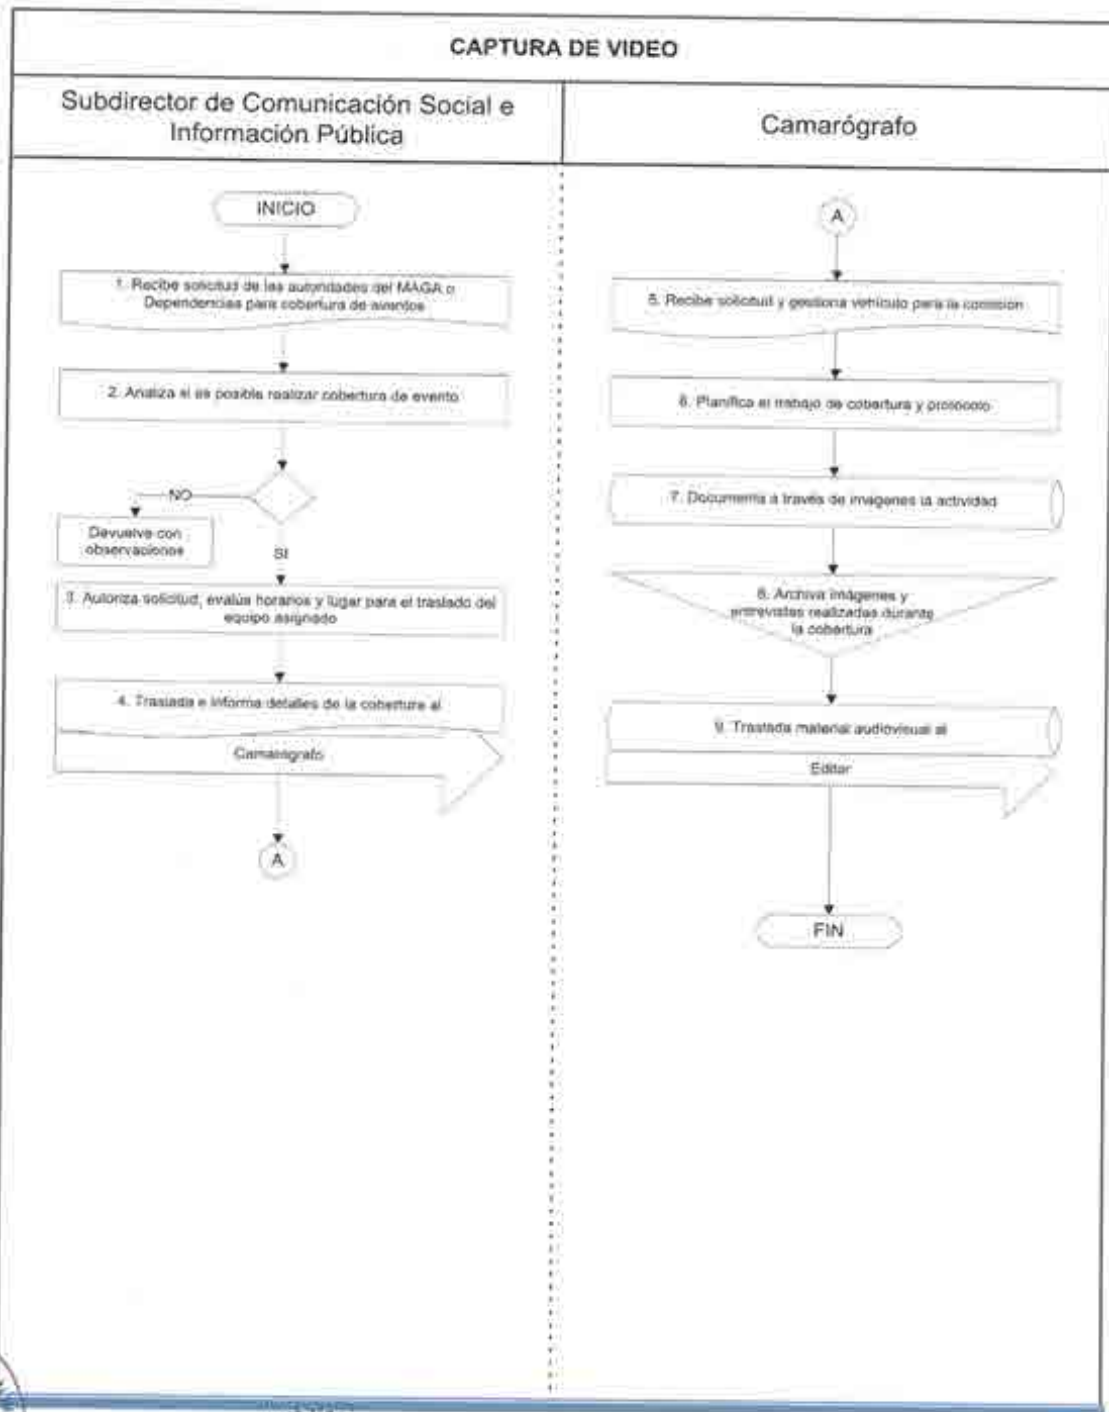 CAPTURA DE VIDEO
Subdirector de Comunicación Social e
Información Pública
INICIO
1. Recibe solicitud de las autoridades del MAGA o
Dependencias para cobertura de eventos
2. Analiza si es posible realizar cobertura de evento
NO
Devuelve con
observaciones
SI
3. Autoriza solicitud, evalúa horarios y lugar para el traslado del
equipo asignado
4. Traslada e informa detalles de la cobertura al
Camarógrafo
A
Camarógrafo
A
5. Recibe solicitud y gestiona vehículo para la comisión
6. Planifica el trabajo de cobertura y protocolo
7. Documenta a través de imágenes la actividad
8. Archiva imágenes y
entrevistas realizadas durante
la cobertura
9. Traslada material audiovisual al
Editor
FIN